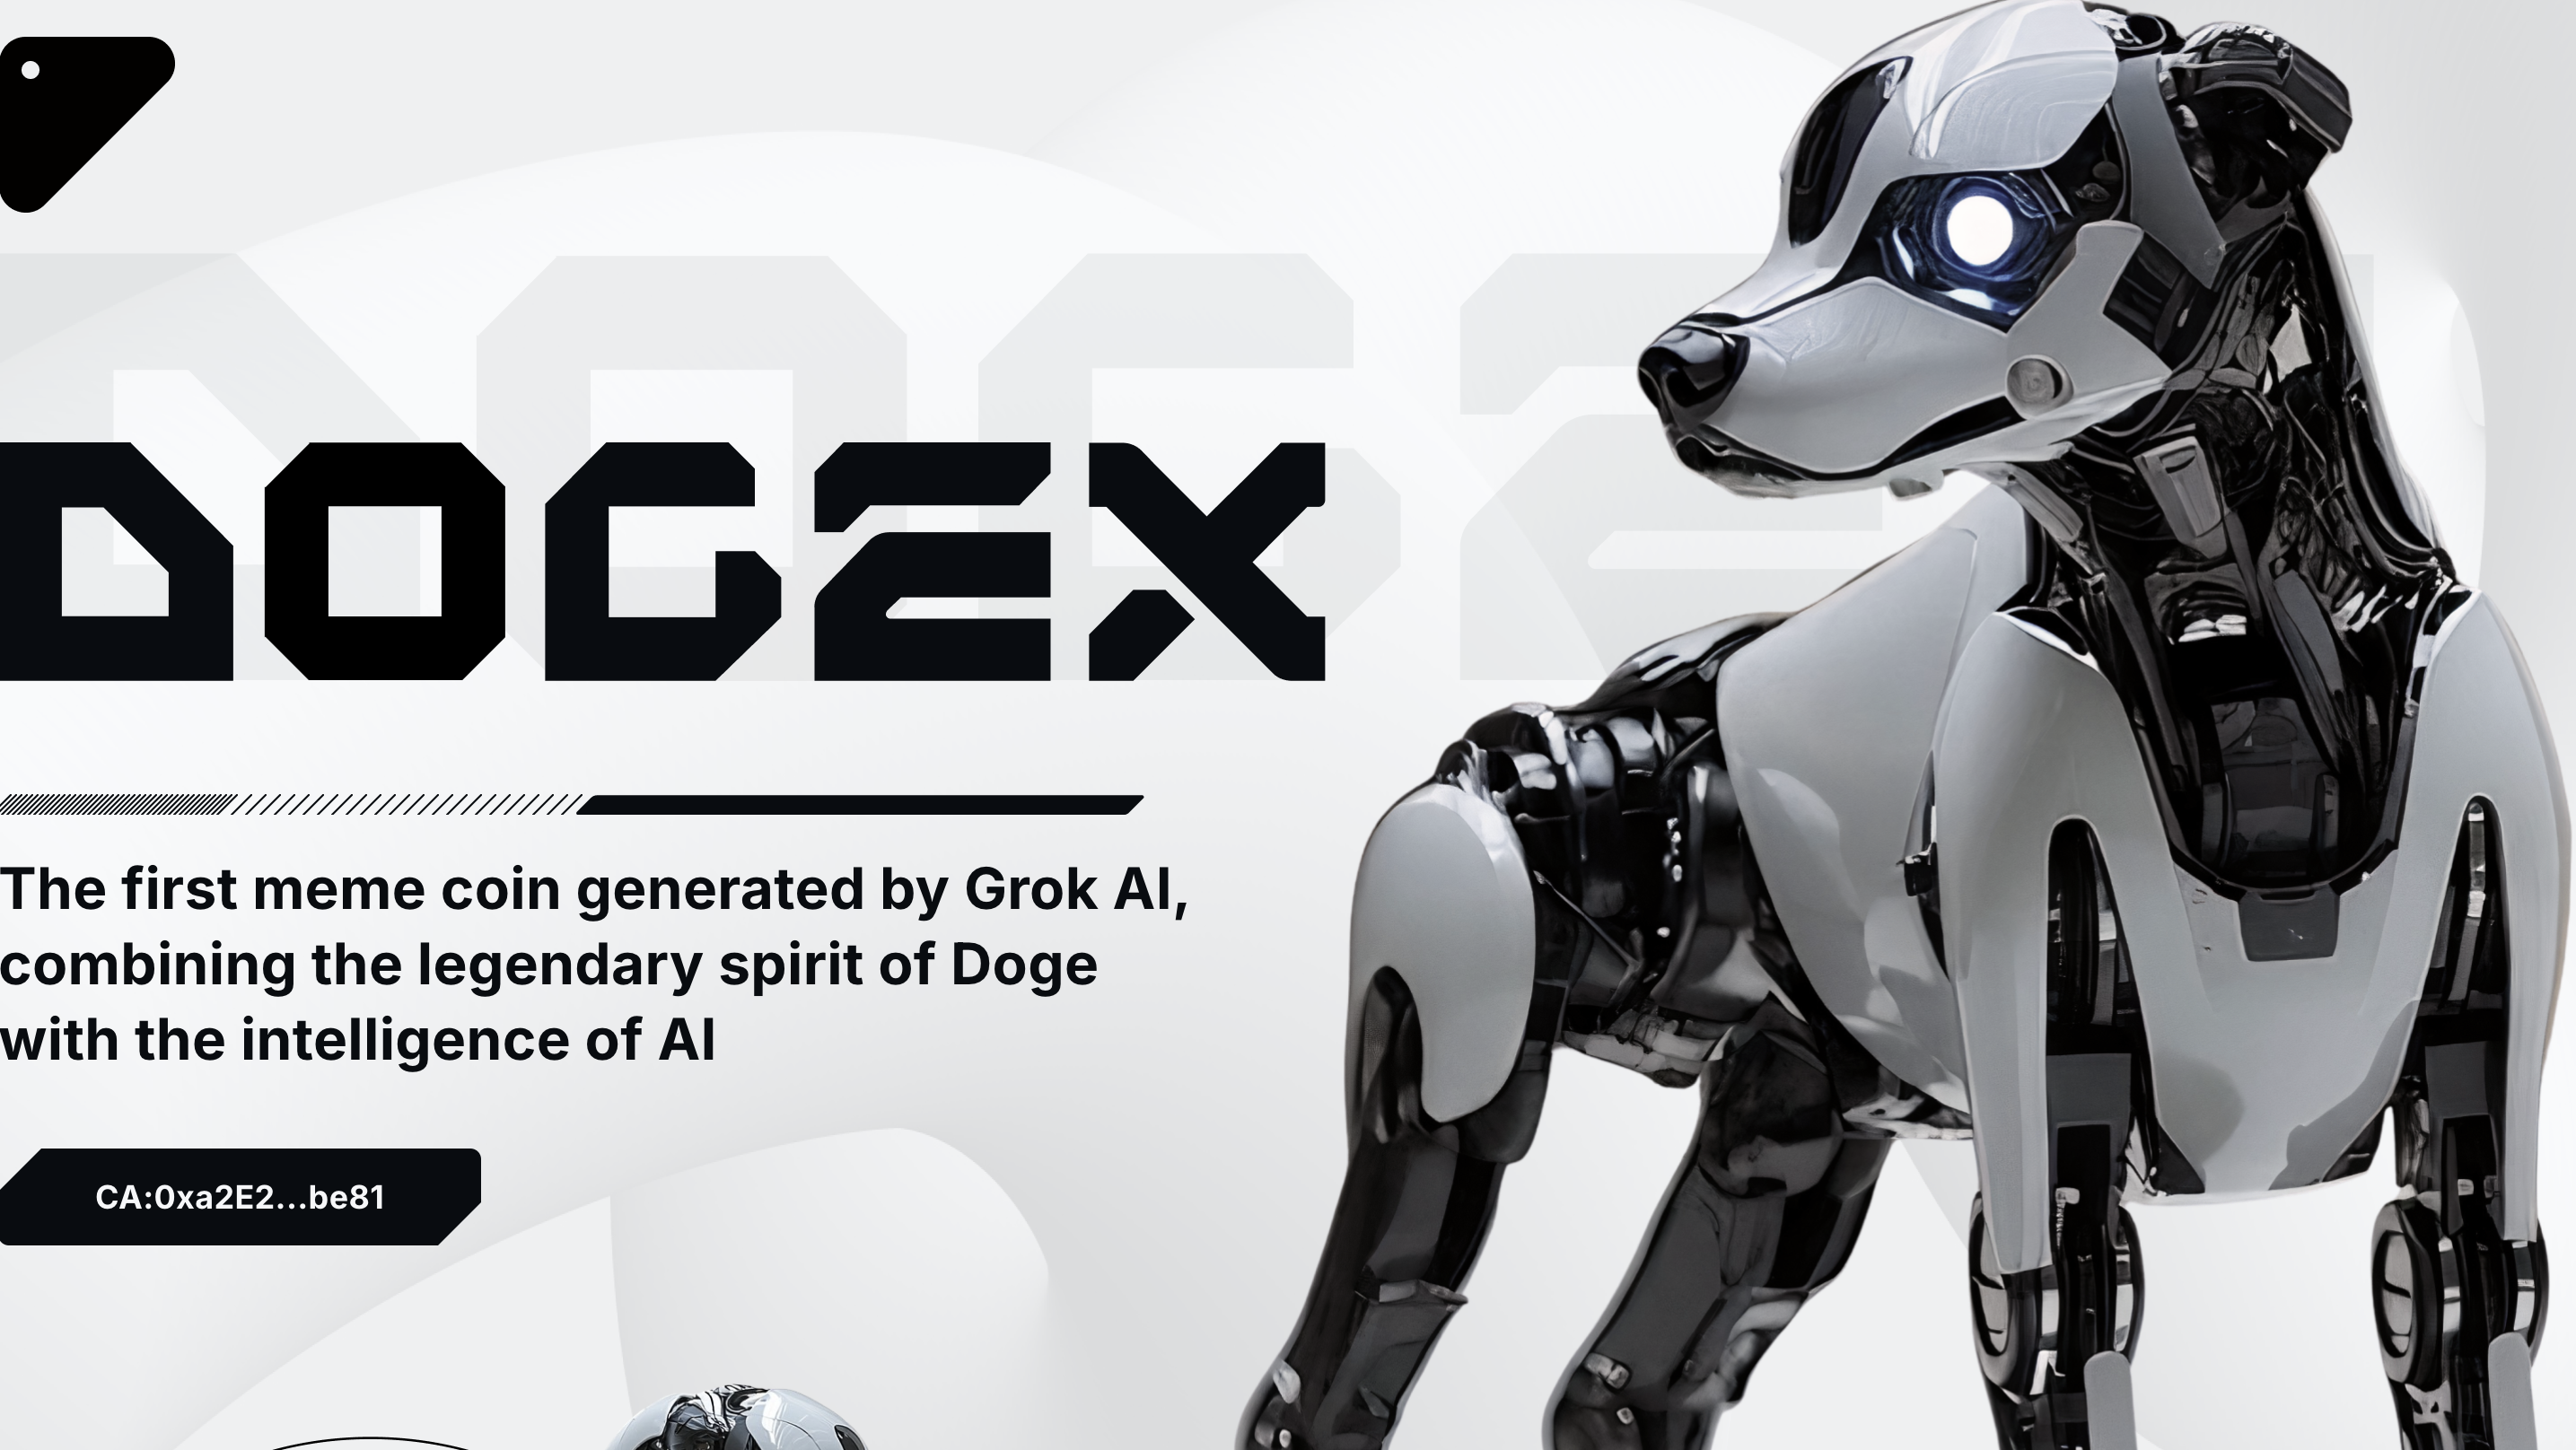 DOGEX
The first meme coin generated by Grok AI,
combining the legendary spirit of Doge
with the intelligence of AI
CA:0xa2E2...be81